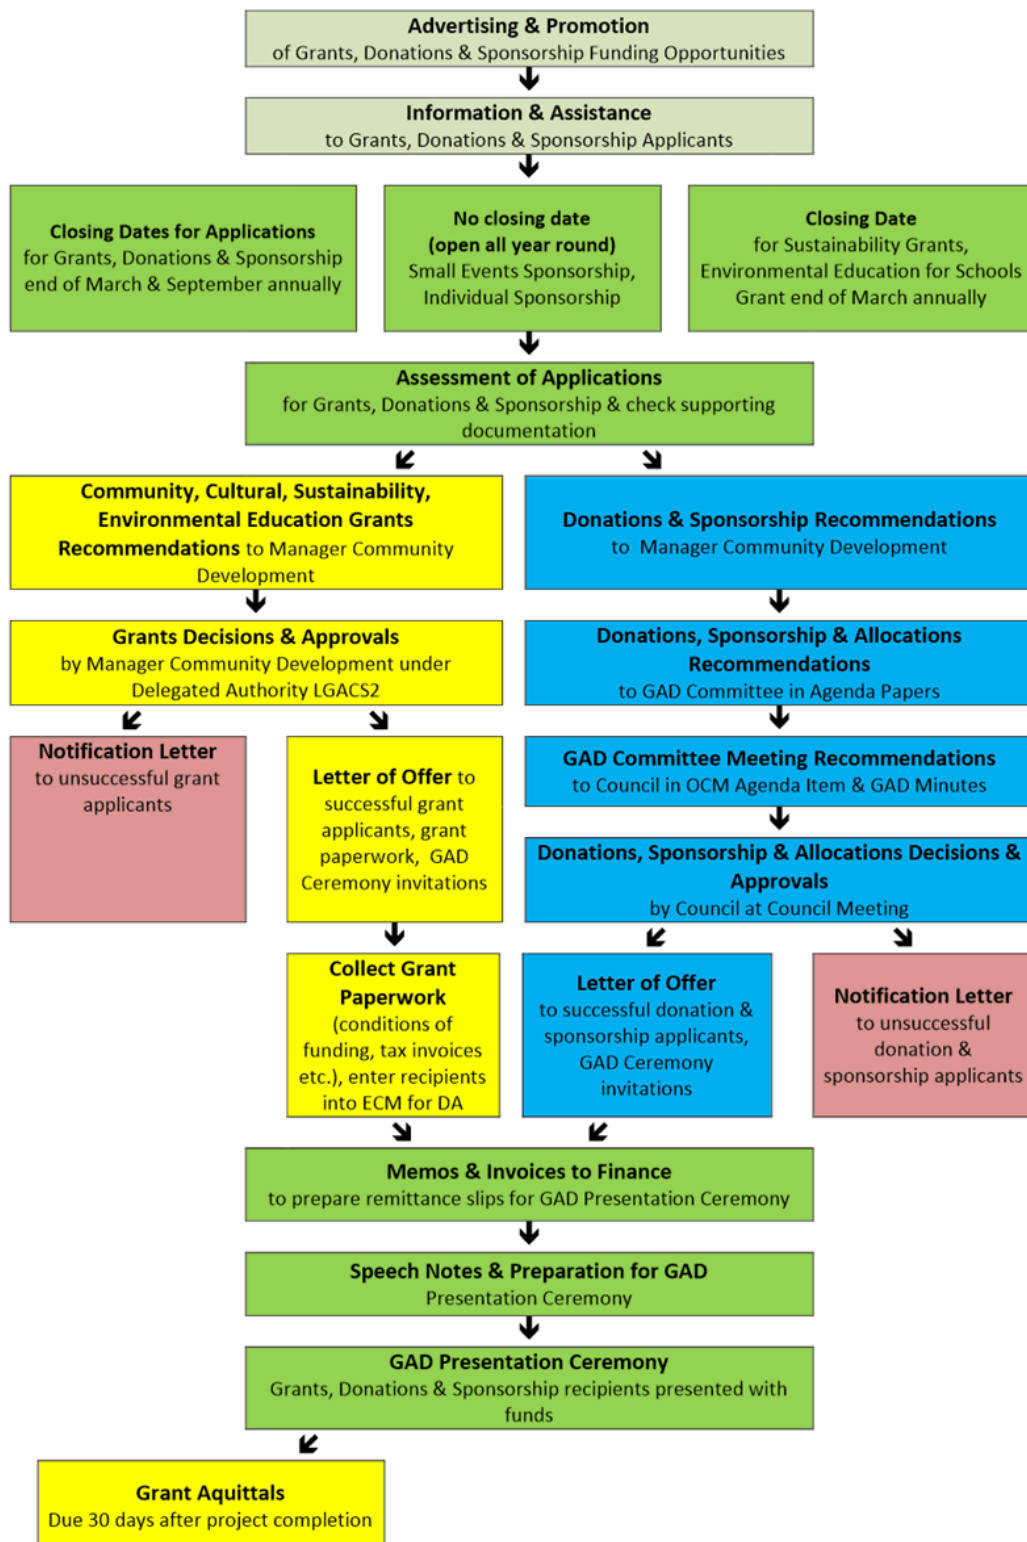 Advertising & Promotion
of Grants, Donations & Sponsorship Funding Opportunities
Information & Assistance
to Grants, Donations & Sponsorship Applicants
Closing Dates for Applications
for Grants, Donations & Sponsorship
end of March & September annually
No closing date
(open all year round)
Small Events Sponsorship,
Individual Sponsorship
Closing Date
for Sustainability Grants,
Environmental Education for Schools
Grant end of March annually
Assessment of Applications
for Grants, Donations & Sponsorship & check supporting
documentation
Community, Cultural, Sustainability,
Environmental Education Grants
Recommendations to Manager Community
Development
Donations & Sponsorship Recommendations
to Manager Community Development
Grants Decisions & Approvals
by Manager Community Development under
Delegated Authority LGACS2
Donations, Sponsorship & Allocations
Recommendations
to GAD Committee in Agenda Papers
Notification Letter
to unsuccessful grant
applicants
Letter of Offer to
successful grant
applicants, grant
paperwork, GAD
Ceremony invitations
GAD Committee Meeting Recommendations
to Council in OCM Agenda Item & GAD Minutes
Donations, Sponsorship & Allocations Decisions &
Approvals
by Council at Council Meeting
Collect Grant
Paperwork
(conditions of
funding, tax invoices
etc.), enter recipients
into ECM for DA
Letter of Offer
to successful donation &
sponsorship applicants,
GAD Ceremony
invitations
Notification Letter
to unsuccessful
donation &
sponsorship applicants
Memos & Invoices to Finance
to prepare remittance slips for GAD Presentation Ceremony
Speech Notes & Preparation for GAD
Presentation Ceremony
GAD Presentation Ceremony
Grants, Donations & Sponsorship recipients presented with
funds
Grant Aquittals
Due 30 days after project completion